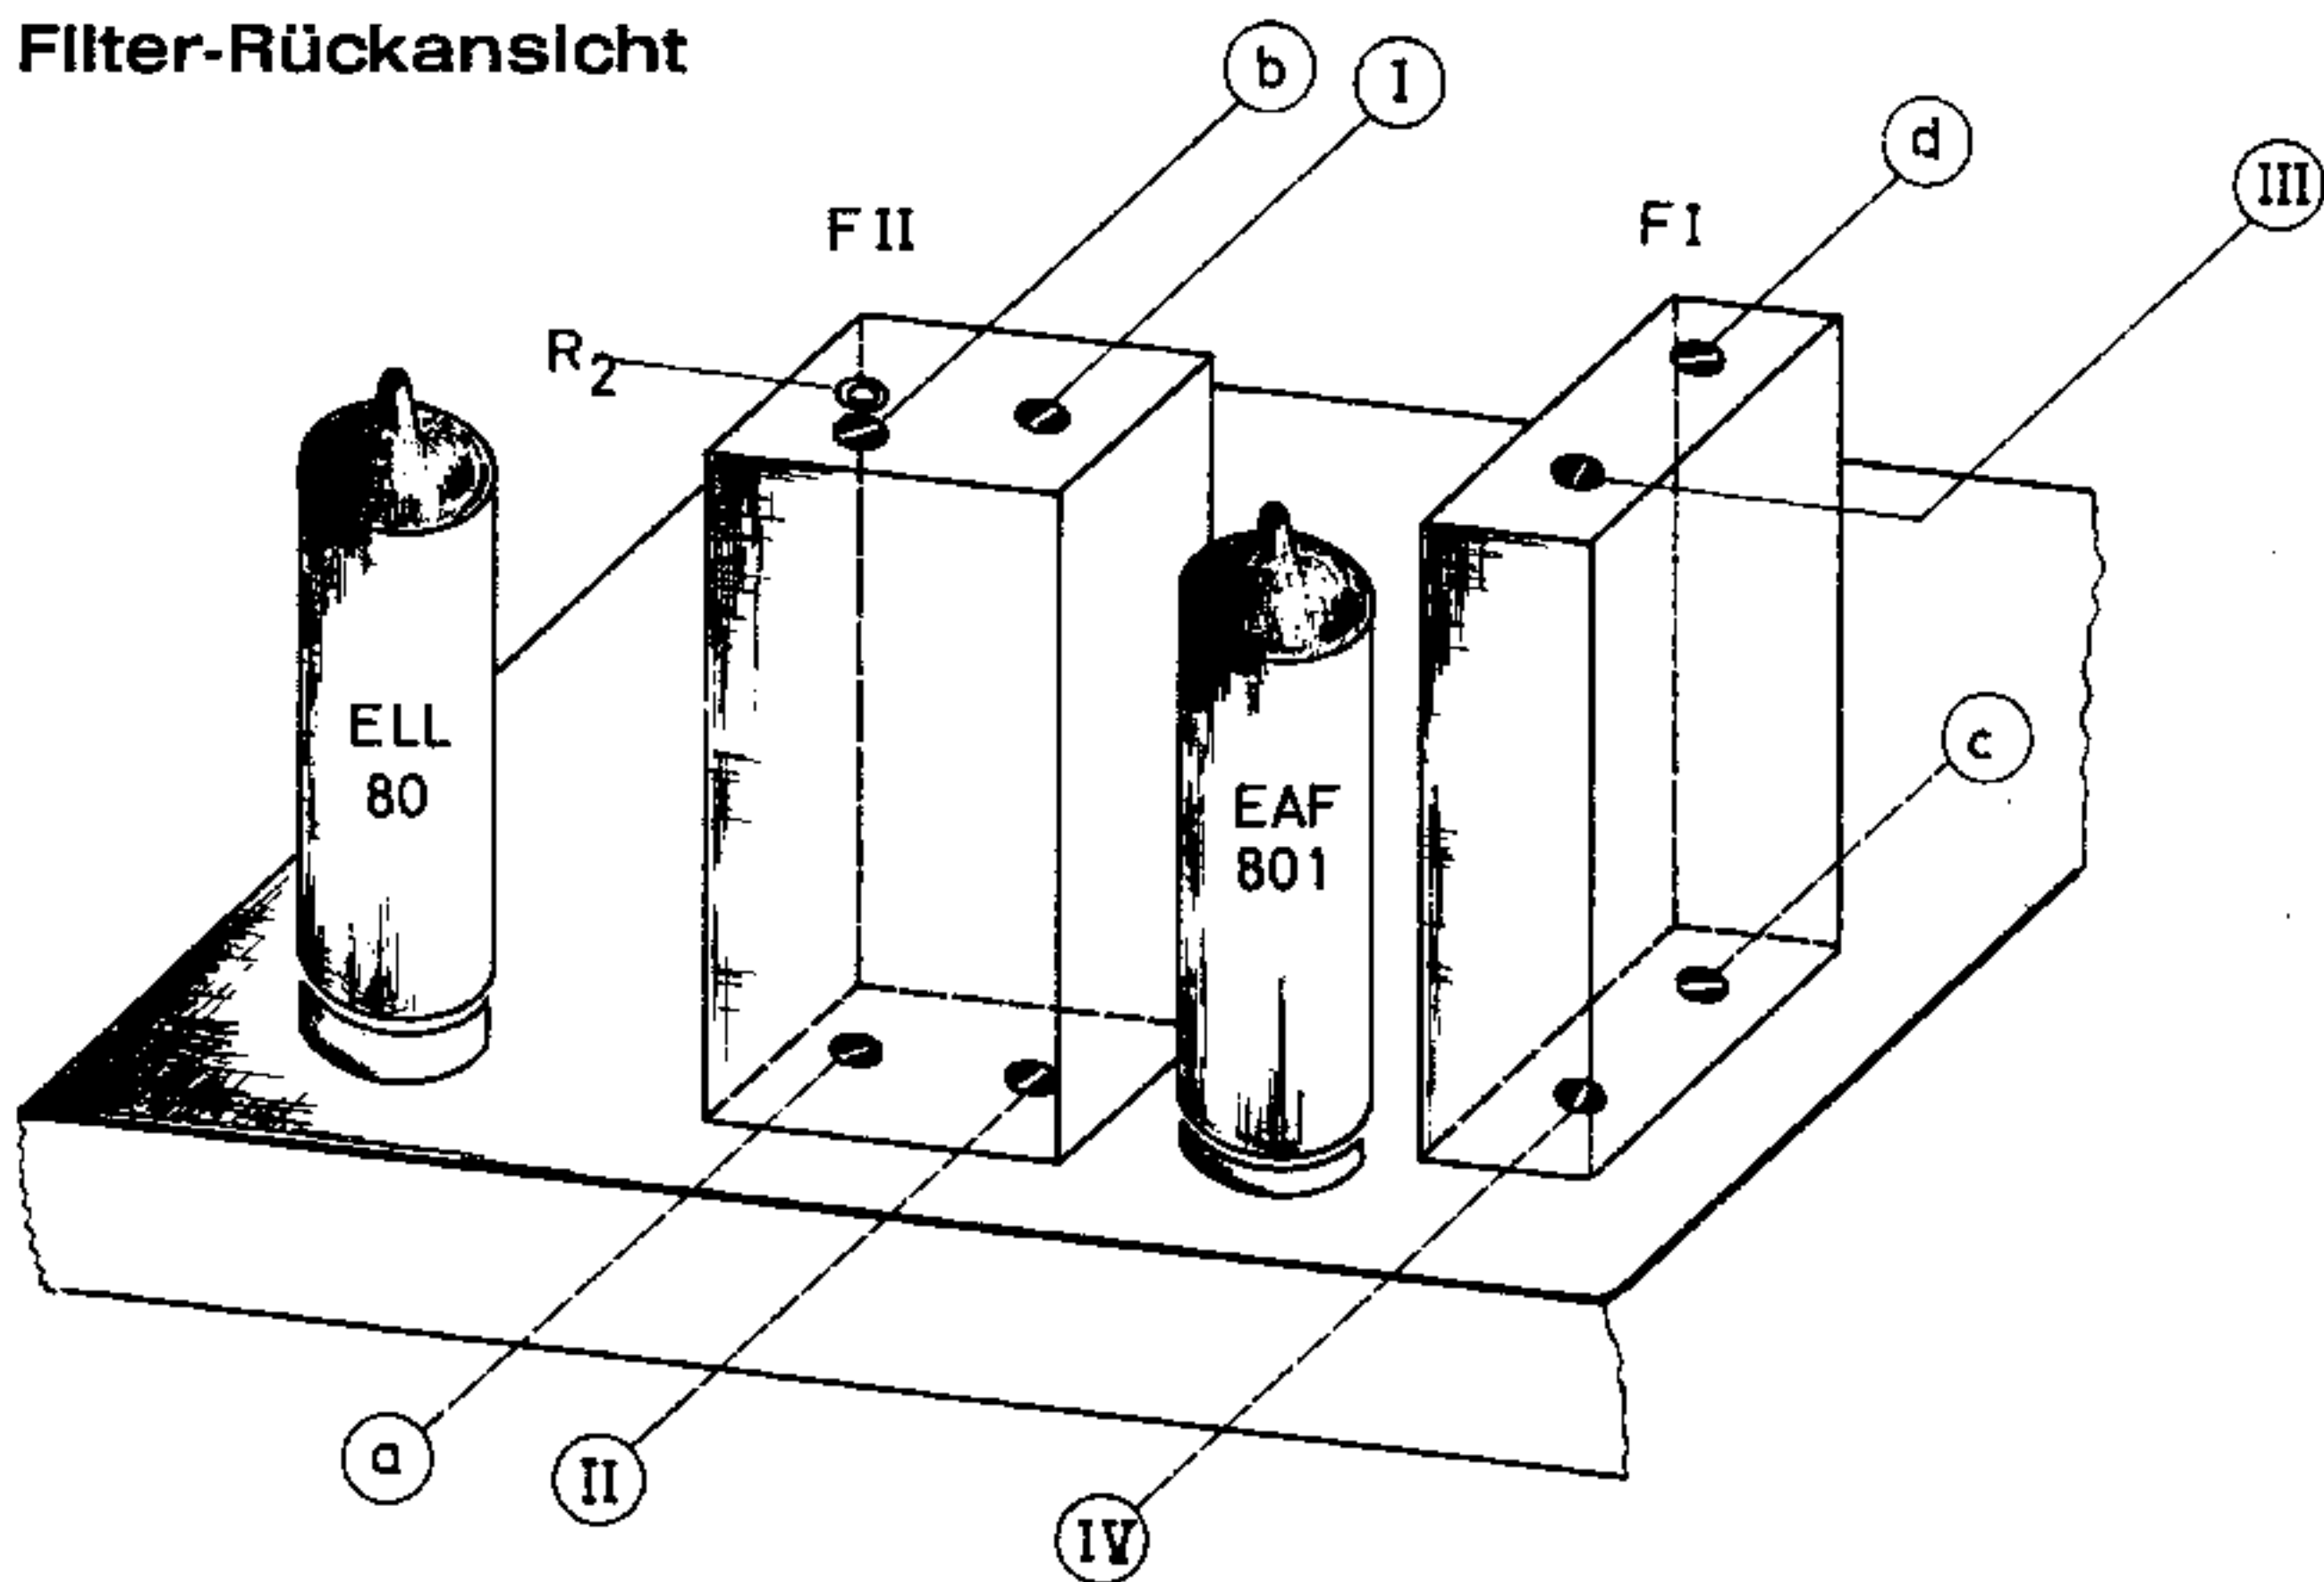 Filter-Rückansicht
b
I
d
III
F II
F I
R2
ELL
80
EAF
801
c
a
II
IV